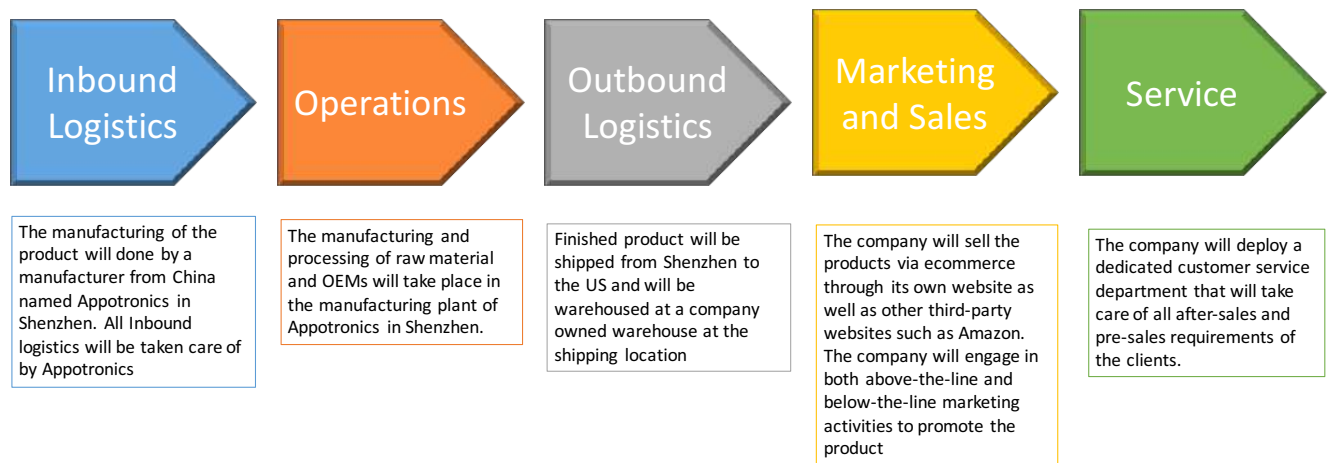 Inbound
Logistics
Operations
Outbound
Logistics
Marketing
and Sales
Service
The manufacturing of the
product will done by a
manufacturer from China
named Appotronics in
Shenzhen. All Inbound
logistics will be taken care of
by Appotronics
The manufacturing and
processing of raw material
and OEMs will take place in
the manufacturing plant of
Appotronics in Shenzhen.
Finished product will be
shipped from Shenzhen to
the US and will be
warehoused at a company
owned warehouse at the
shipping location
The company will sell the
products via ecommerce
through its own website as
well as other third-party
websites such as Amazon.
The company will engage in
both above-the-line and
below-the-line marketing
activities to promote the
product
The company will deploy a
dedicated customer service
department that will take
care of all after-sales and
pre-sales requirements of
the clients.